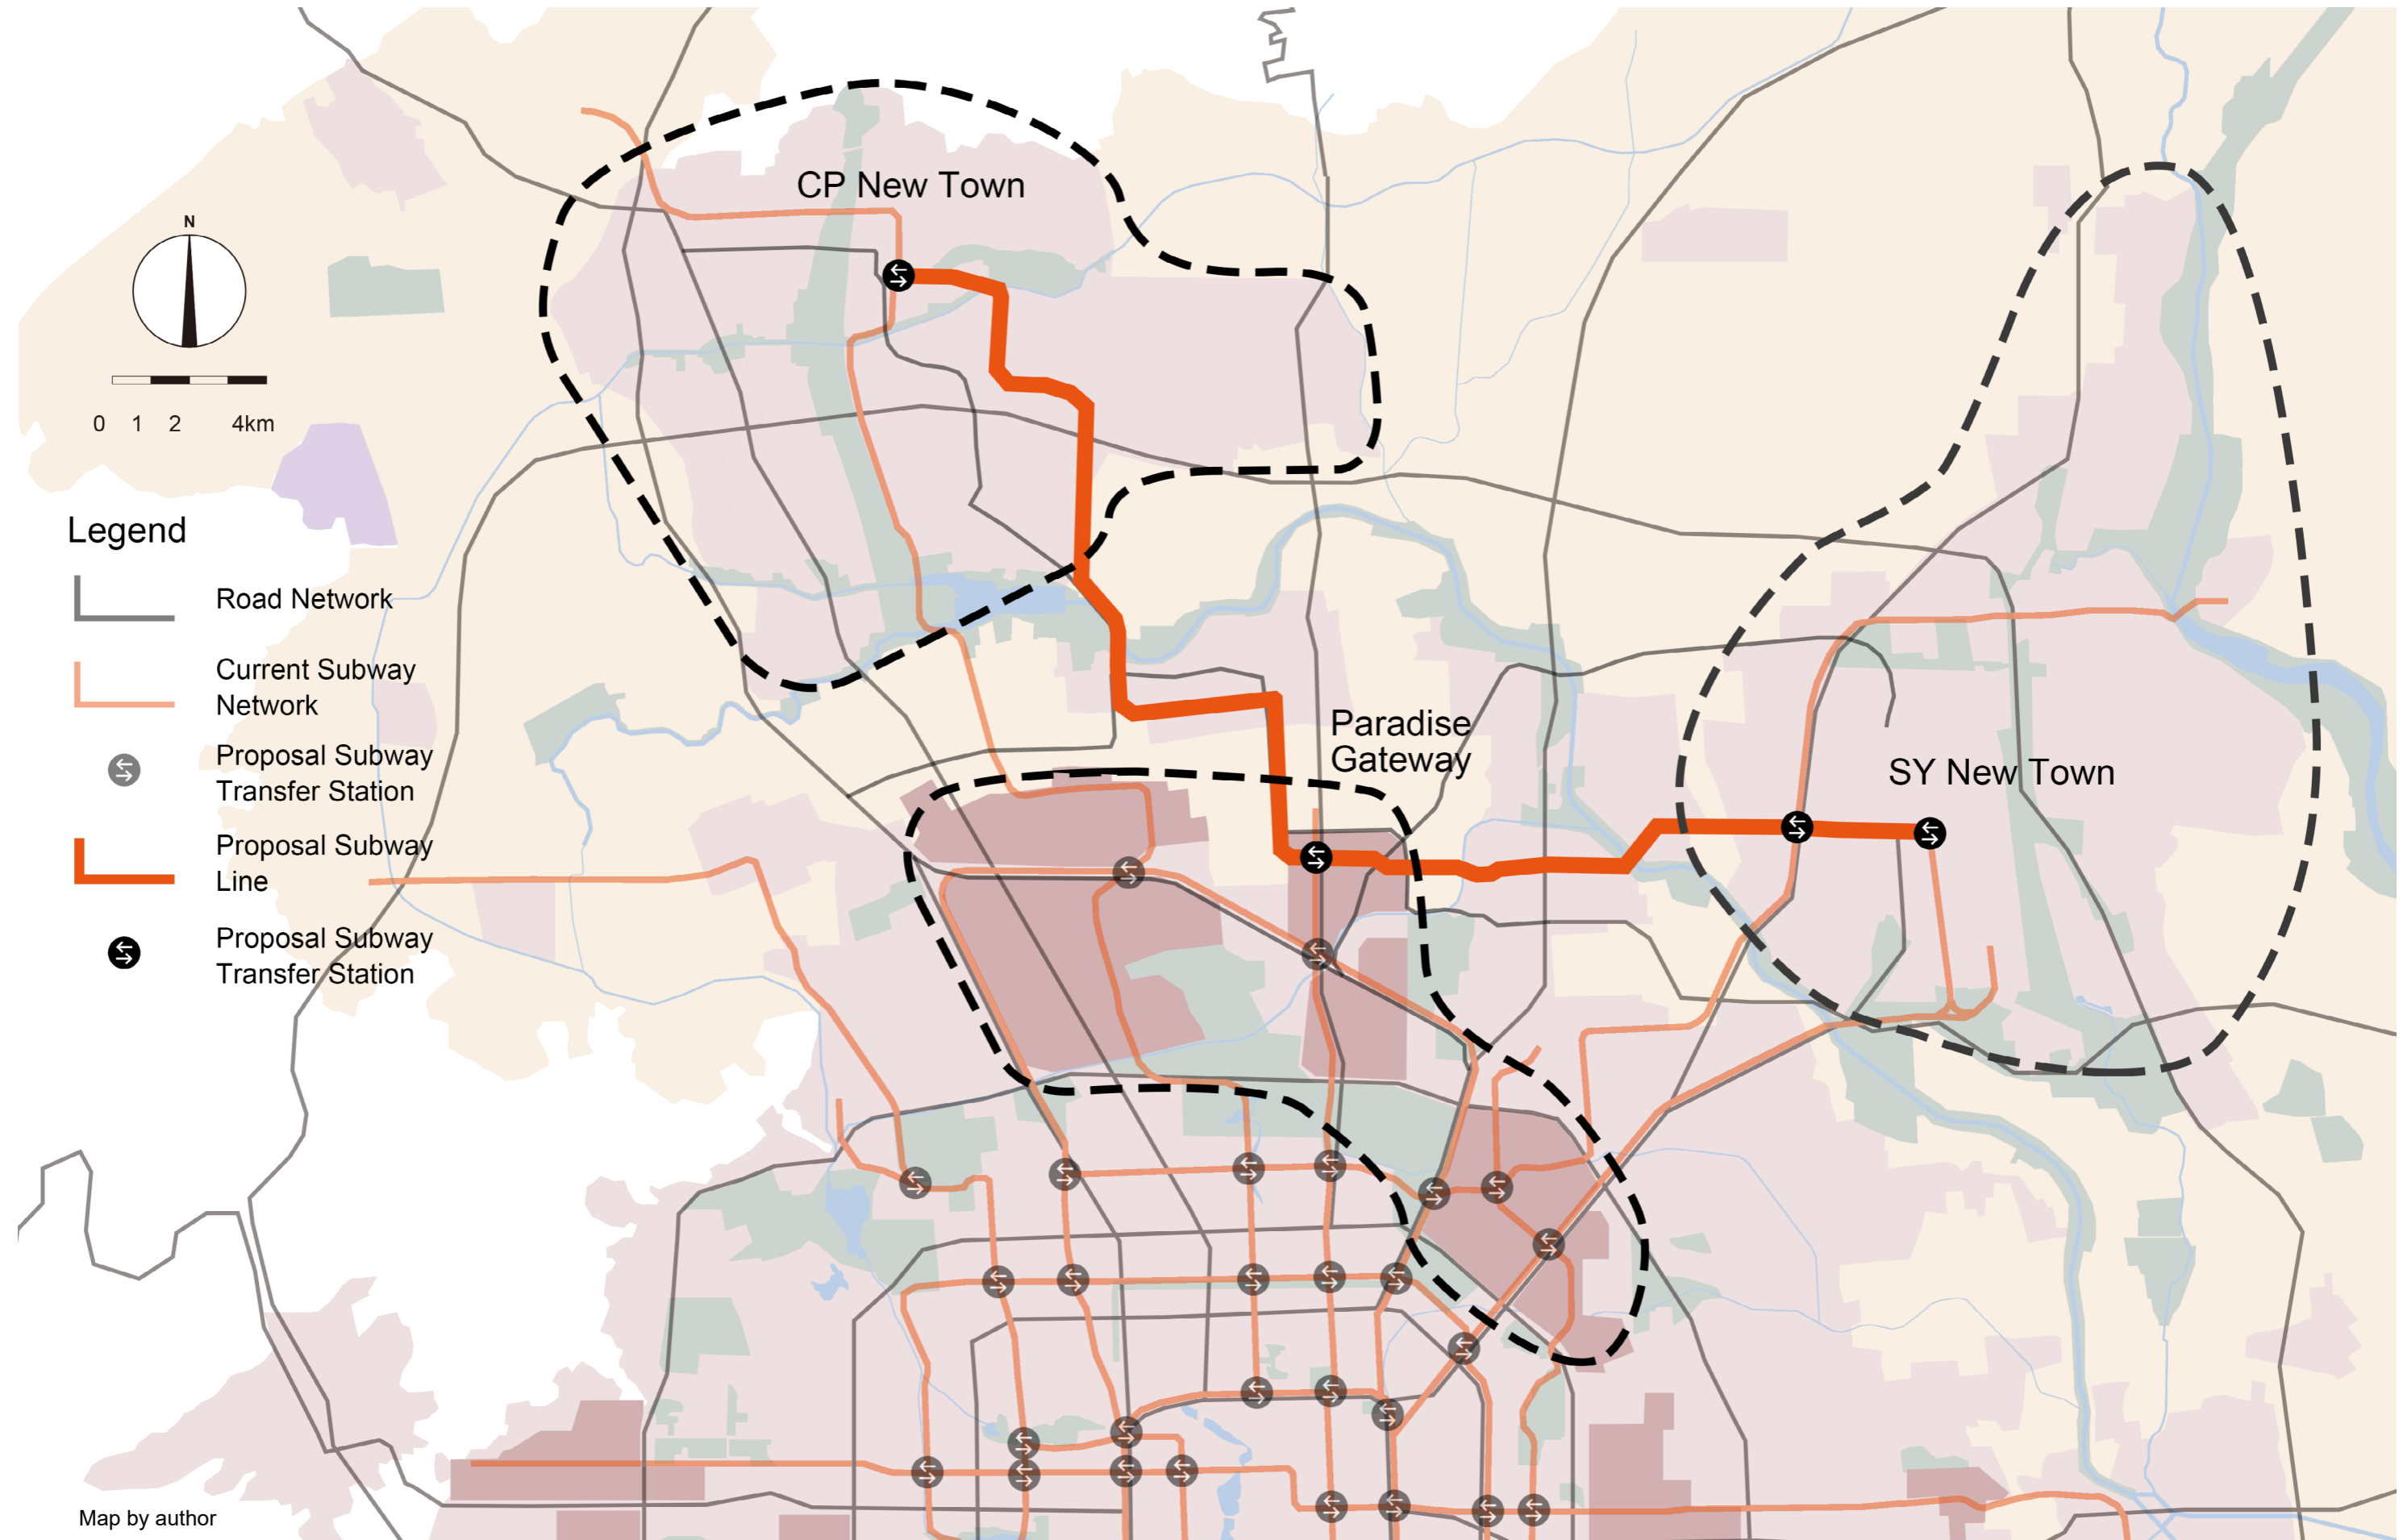 CP New Town
N
0 1 2 4km
Legend
Road Network
Current Subway
Network
Proposal Subway
Transfer Station
Proposal Subway
Line
Proposal Subway
Transfer Station
Paradise
Gateway
SY New Town
Map by author